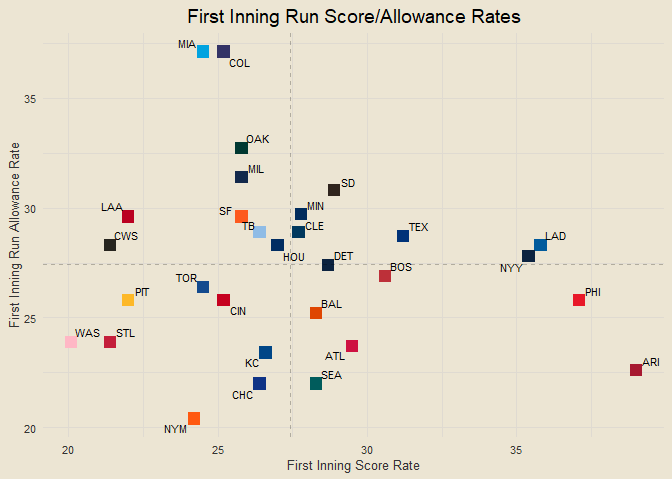 First Inning Run Score/Allowance Rates
MIA
COL
35
OAK
MIL
SD
30
LAA
SF
MIN
TB
CLE
TEX
CWS
HOU
LAD
NYY
DET
BOS
TOR
PIT
CIN
BAL
PHI
25
WAS
STL
KC
ATL
ARI
CHC
SEA
NYM
20
First Inning Run Allowance Rate
20 25 30 35
First Inning Score Rate